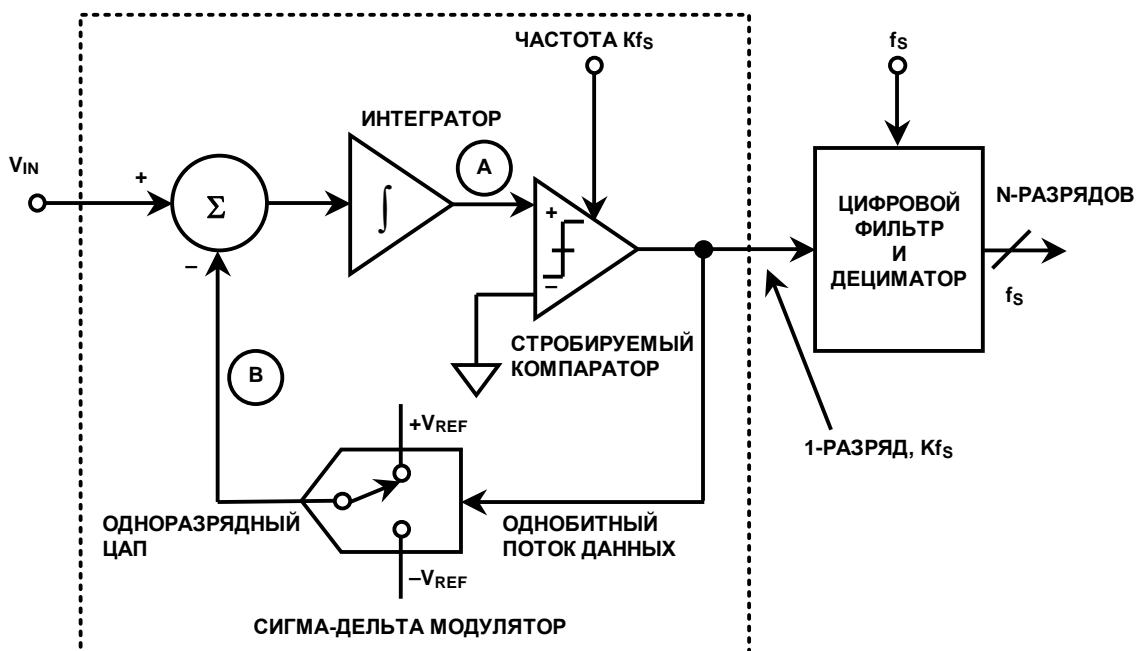 ЧАСТОТА Kfs
fs
ИНТЕГРАТОР
A
VIN
+
Σ
∫
+
–
–
ЦИФРОВОЙ
ФИЛЬТР
И
ДЕЦИМАТОР
N-РАЗРЯДОВ
fs
СТРОБИРУЕМЫЙ
КОМПАРАТОР
B
+VREF
1-РАЗРЯД, Kfs
ОДНОРАЗРЯДНЫЙ
ЦАП
ОДНОБИТНЫЙ
ПОТОК ДАННЫХ
–VREF
СИГМА-ДЕЛЬТА МОДУЛЯТОР